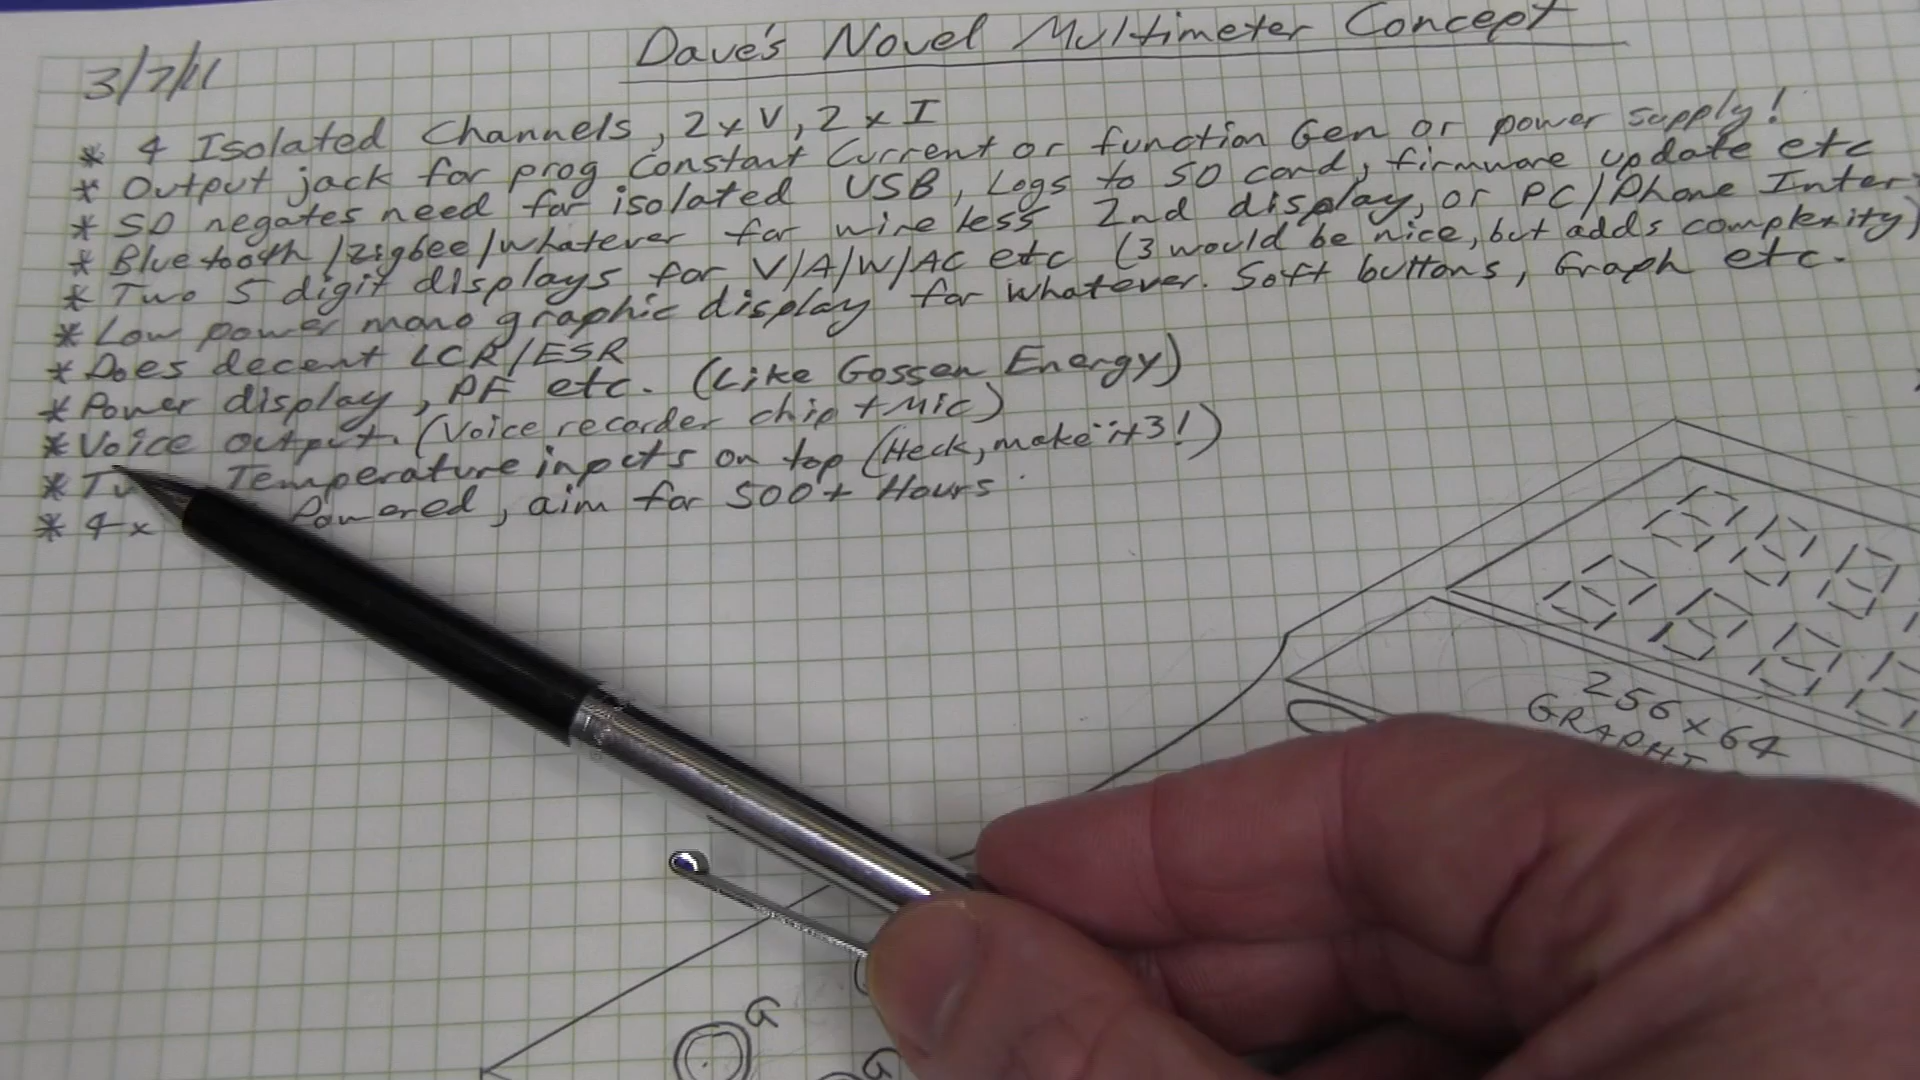 Dave's Novel Multimeter Concept
3/7/11
* 4 Isolated Channels, 2xV, 2xI
* Output jack for prog Constant Current or function Gen or power supply!
* SD negates need for isolated USB, Logs to SD card, firmware update etc
* Bluetooth/Zigbee/whatever for wireless 2nd display, or PC/Phone Inter
* Two 5 digit displays for V/A/W/AC etc (3 would be nice, but adds complexity)
* Low power mono graphic display for whatever. Soft buttons, Graph etc.
* Does decent LCR/ESR
* Power display, PF etc. (Like Gossen Energy)
* Voice output. (Voice recorder chip + Mic)
* Temperature inputs on top (Heck, make it 3!)
* 4x Powered, aim for 500+ Hours
256x64
GRAPHI
G
G